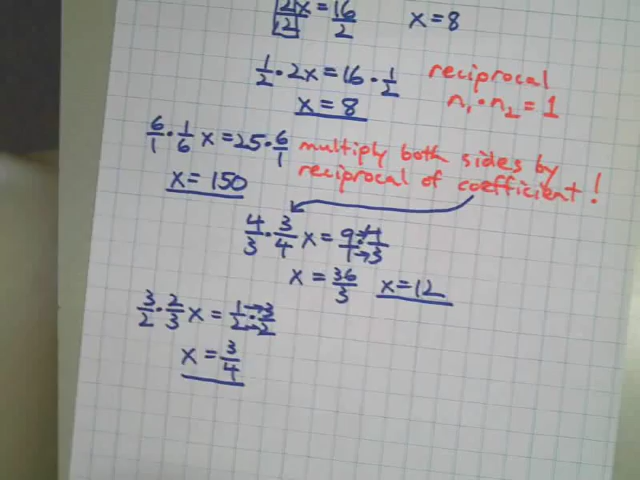 2x = 16 x = 8
2 2
1/2 · 2x = 16 · 1/2 reciprocal
x = 8 n₁ · n₂ = 1
6/1 · 1/6 x = 25 · 6/1 multiply both sides by
x = 150 reciprocal of coefficient!
4/3 · 3/4 x = 9/1 · 4/3
x = 36/3 x = 12
3/2 · 2/3 x = 1/2 · 3/2
x = 3/4